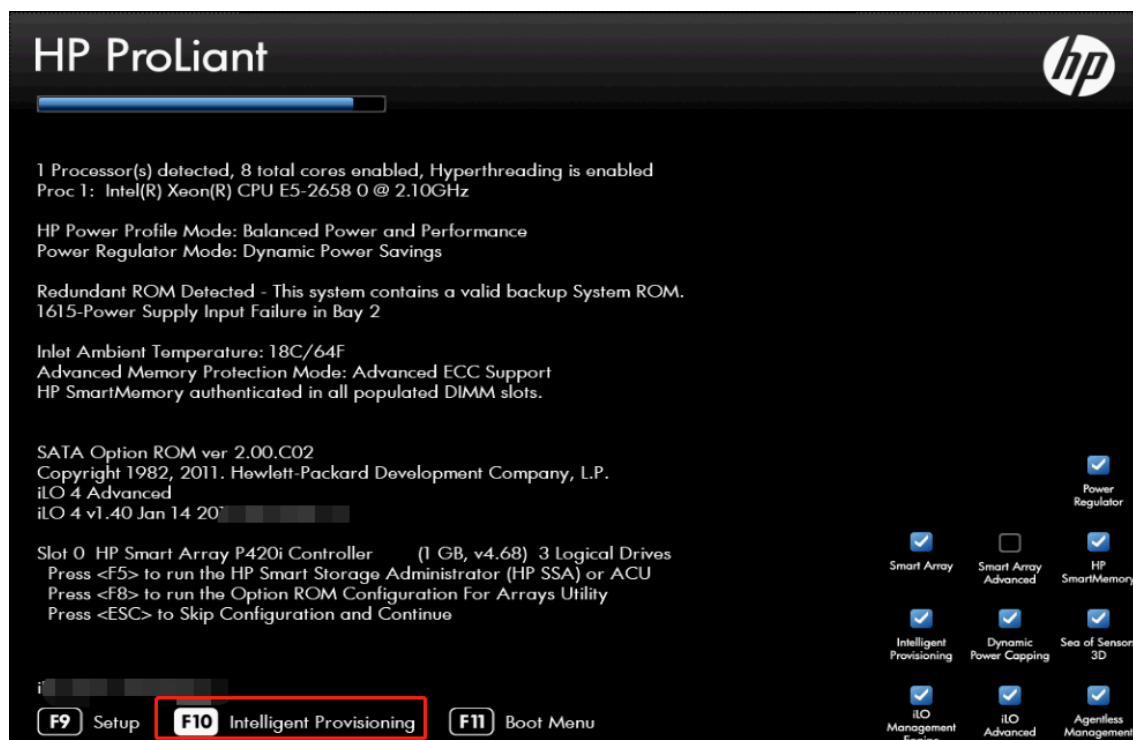 HP ProLiant
hp
1 Processor(s) detected, 8 total cores enabled, Hyperthreading is enabled
Proc 1: Intel(R) Xeon(R) CPU E5-2658 0 @ 2.10GHz
HP Power Profile Mode: Balanced Power and Performance
Power Regulator Mode: Dynamic Power Savings
Redundant ROM Detected - This system contains a valid backup System ROM.
1615-Power Supply Input Failure in Bay 2
Inlet Ambient Temperature: 18C/64F
Advanced Memory Protection Mode: Advanced ECC Support
HP SmartMemory authenticated in all populated DIMM slots.
SATA Option ROM ver 2.00.C02
Copyright 1982, 2011. Hewlett-Packard Development Company, L.P.
iLO 4 Advanced
iLO 4 v1.40 Jan 14
Slot 0 HP Smart Array P420i Controller (1 GB, v4.68) 3 Logical Drives
Press <F5> to run the HP Smart Storage Administrator (HP SSA) or ACU
Press <F8> to run the Option ROM Configuration For Arrays Utility
Press <ESC> to Skip Configuration and Continue
F9 Setup F10 Intelligent Provisioning F11 Boot Menu
Power
Regulator
Smart Array
Smart Array
Advanced
HP
SmartMemory
Intelligent
Provisioning
Dynamic
Power Capping
Sea of Sensor
3D
iLO
Management
Engine
iLO
Advanced
Agentless
Management